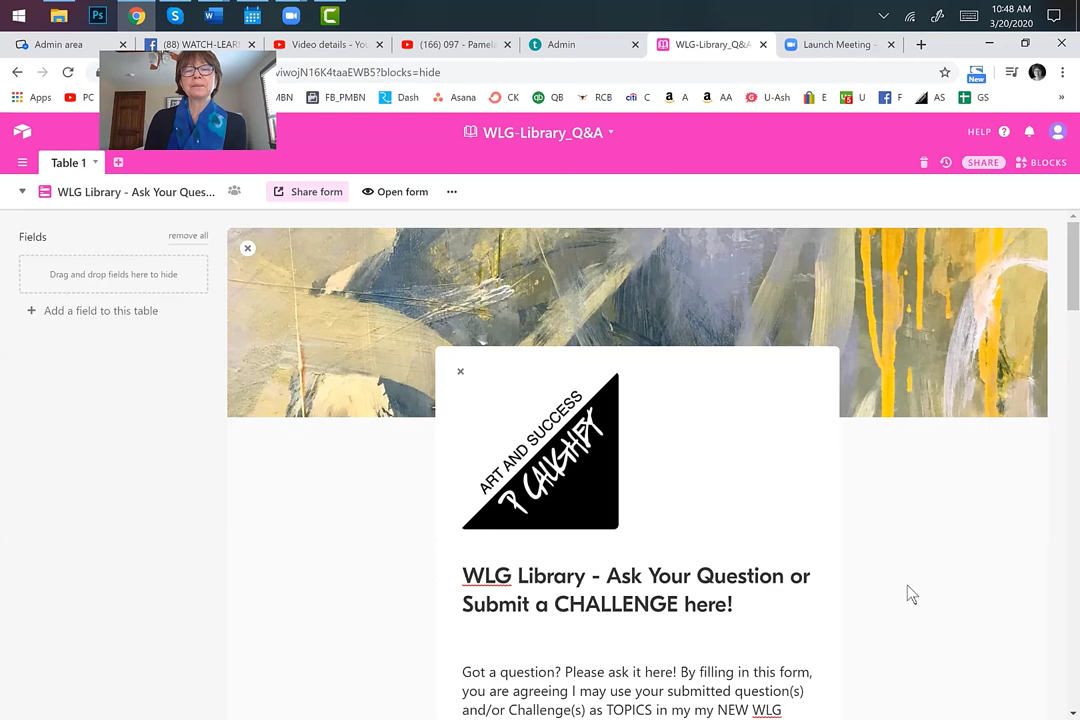 10:48 AM
3/20/2020
Admin area
(88) WATCH-LEAR
Video details - You
(166) 097 - Pamela
Admin
WLG-Library_Q&A
Launch Meeting -
viwojN16K4taaEWB5?blocks=hide
New
Apps
PC
MBN
FB_PMBN
Dash
Asana
CK
QB
RCB
citi C
A
AA
U-Ash
E
U
F
AS
GS
»
WLG-Library_Q&A
HELP
Table 1
SHARE
BLOCKS
WLG Library - Ask Your Ques...
Share form
Open form
Fields
remove all
Drag and drop fields here to hide
+ Add a field to this table
ART AND SUCCESS
P CAUGHEY
WLG Library - Ask Your Question or
Submit a CHALLENGE here!
Got a question? Please ask it here! By filling in this form,
you are agreeing I may use your submitted question(s)
and/or Challenge(s) as TOPICS in my my NEW WLG